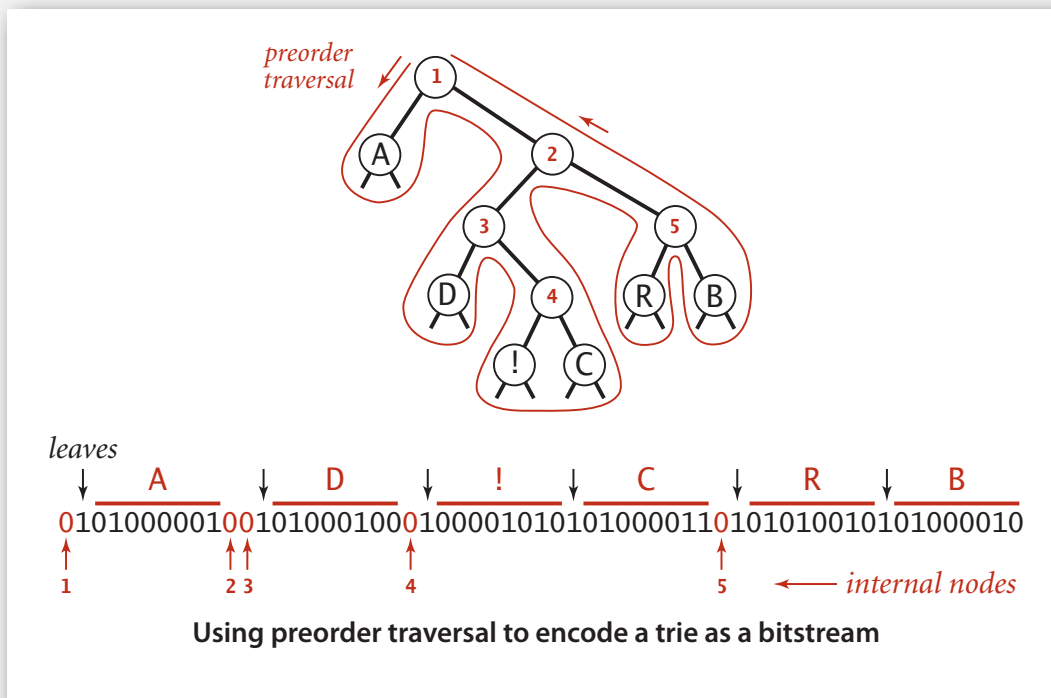 preorder
traversal
1
A
2
3
5
D
4
R
B
!
C
leaves
A D ! C R B
01010000010010100010001000010101010000110101010010101000010
1 2 3 4 5 internal nodes
Using preorder traversal to encode a trie as a bitstream